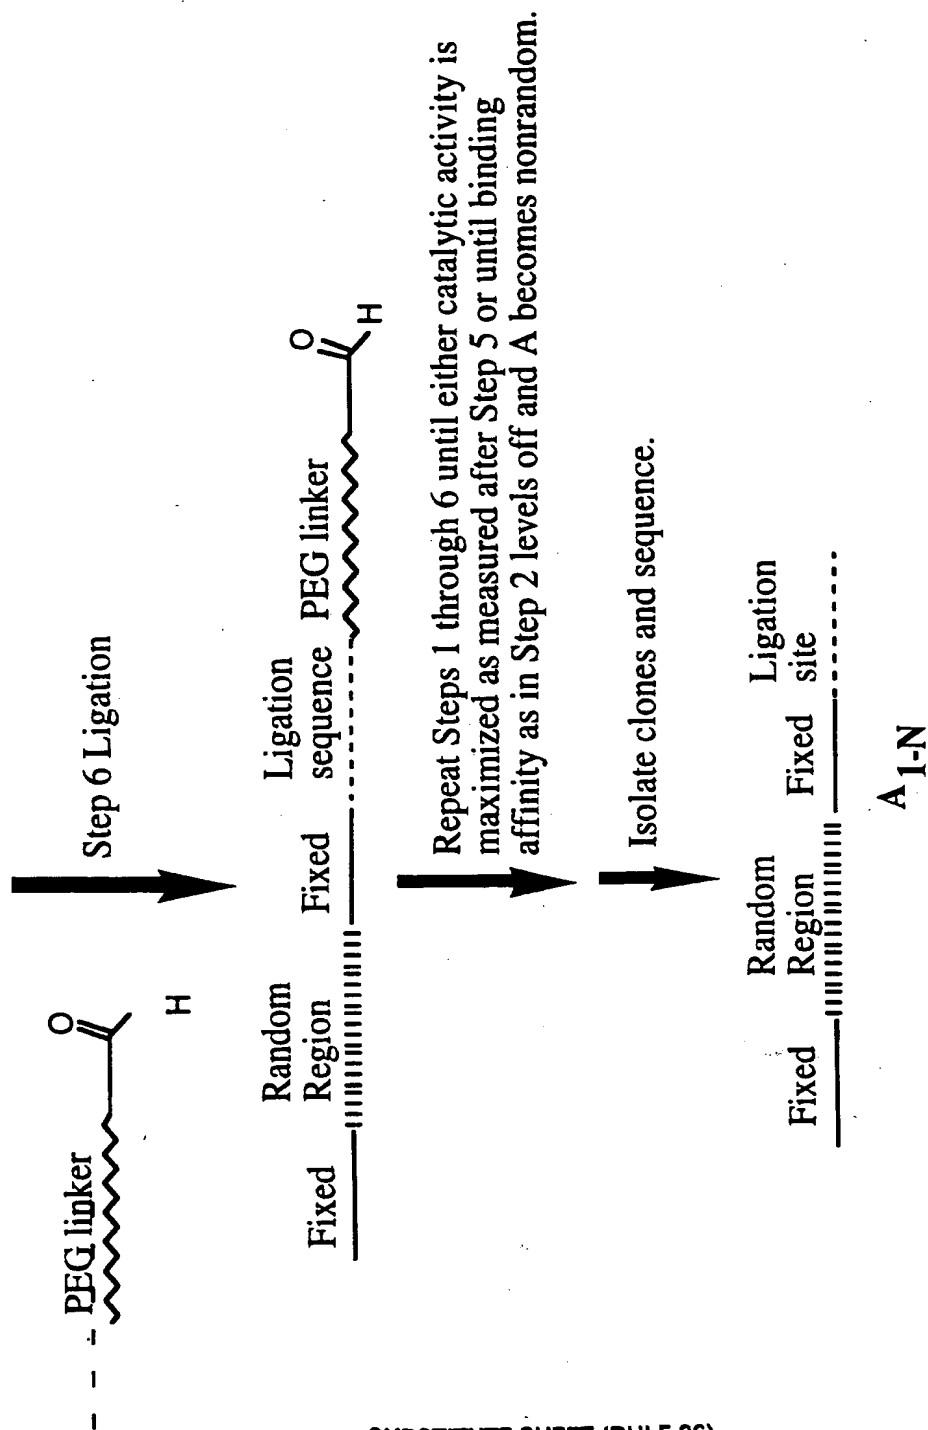 Step 6 Ligation
PEG linker
O
H
Random
Region
Ligation
sequence
PEG linker
Fixed
Fixed
O
H
Repeat Steps 1 through 6 until either catalytic activity is
maximized as measured after Step 5 or until binding
affinity as in Step 2 levels off and A becomes nonrandom.
Isolate clones and sequence.
Random
Region
Ligation
site
Fixed
Fixed
A 1-N